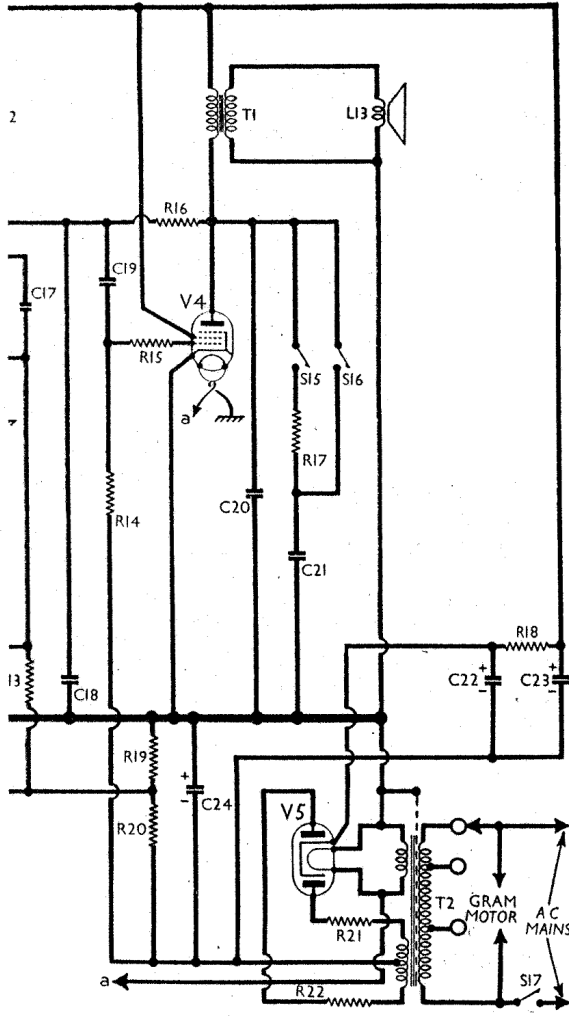 T1
L13
2
R16
C19
C17
V4
R15
S15
S16
a
R17
R14
C20
C21
R18
13
C18
C22
+
-
C23
+
-
R19
+
-
C24
V5
R20
T2
GRAM
MOTOR
A C
MAINS
R21
a
S17
R22